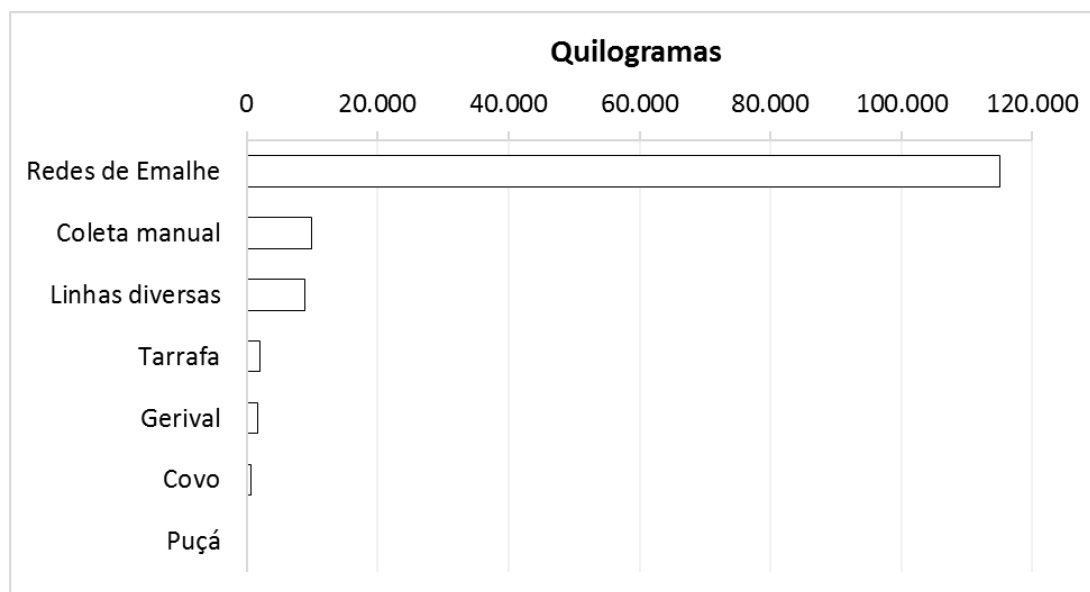 Quilogramas
0 20.000 40.000 60.000 80.000 100.000 120.000
Redes de Emalhe
Coleta manual
Linhas diversas
Tarrafa
Gerival
Covo
Puçá